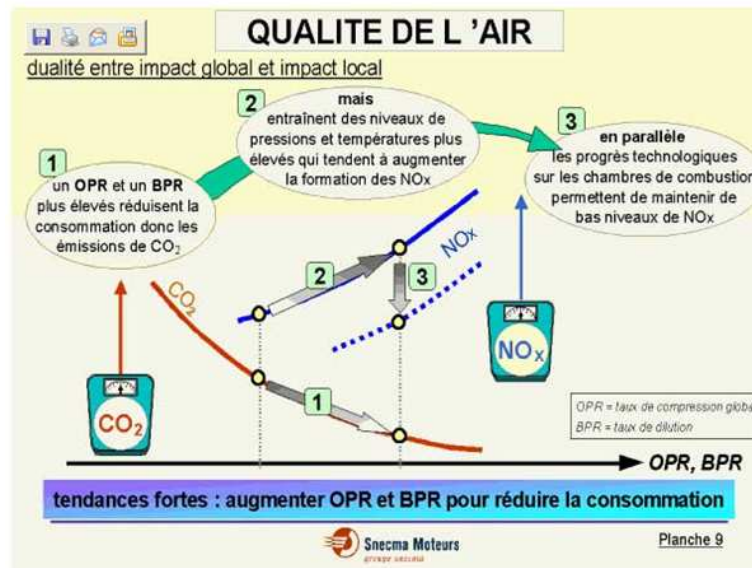 QUALITE DE L 'AIR
dualité entre impact global et impact local
1
un OPR et un BPR
plus élevés réduisent la
consommation donc les
émissions de CO₂
2
mais
entraînent des niveaux de
pressions et températures plus
élevés qui tendent à augmenter
la formation des NOx
3
en parallèle
les progrès technologiques
sur les chambres de combustion
permettent de maintenir de
bas niveaux de NOx
NOx
2
3
CO₂
1
CO₂
NOx
OPR = taux de compression global
BPR = taux de dilution
OPR, BPR
tendances fortes : augmenter OPR et BPR pour réduire la consommation
Snecma Moteurs
groupe snecma
Planche 9